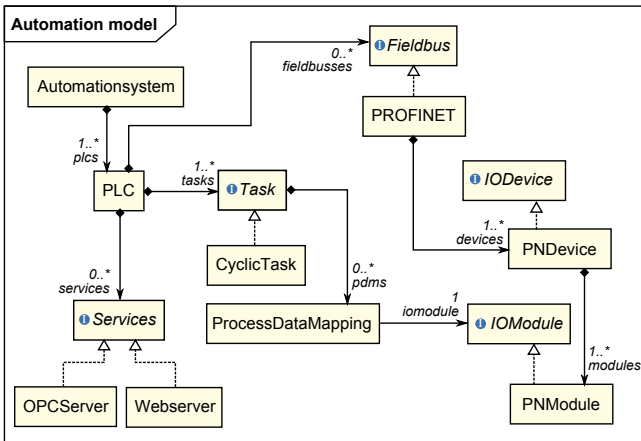 Automation model
0..*
fieldbusses
I Fieldbus
Automationsystem
PROFINET
1..*
plcs
PLC
1..*
tasks
I Task
I IODevice
CyclicTask
1..*
devices
PNDevice
0..*
services
0..*
pdms
I Services
ProcessDataMapping
1
iomodule
I IOModule
1..*
modules
OPCServer
Webserver
PNModule